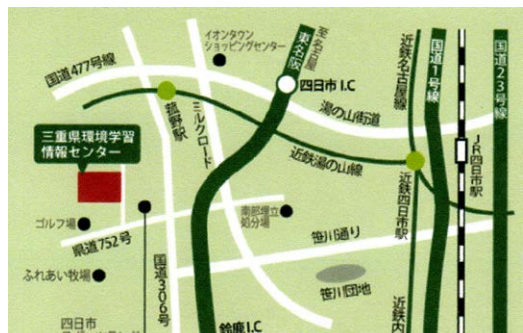 イオンタウン
ショッピングセンター
至名古屋
東名阪
近鉄名古屋線
国道1号線
国道23号線
国道477号線
四日市 I.C
湯の山街道
菰野駅
ミルクロード
三重県環境学習
情報センター
近鉄湯の山線
JR四日市駅
近鉄四日市駅
ゴルフ場
県道752号
南部埋立
処分場
笹川通り
ふれあい牧場
国道306号
笹川団地
四日市
鈴鹿I.C
近鉄内